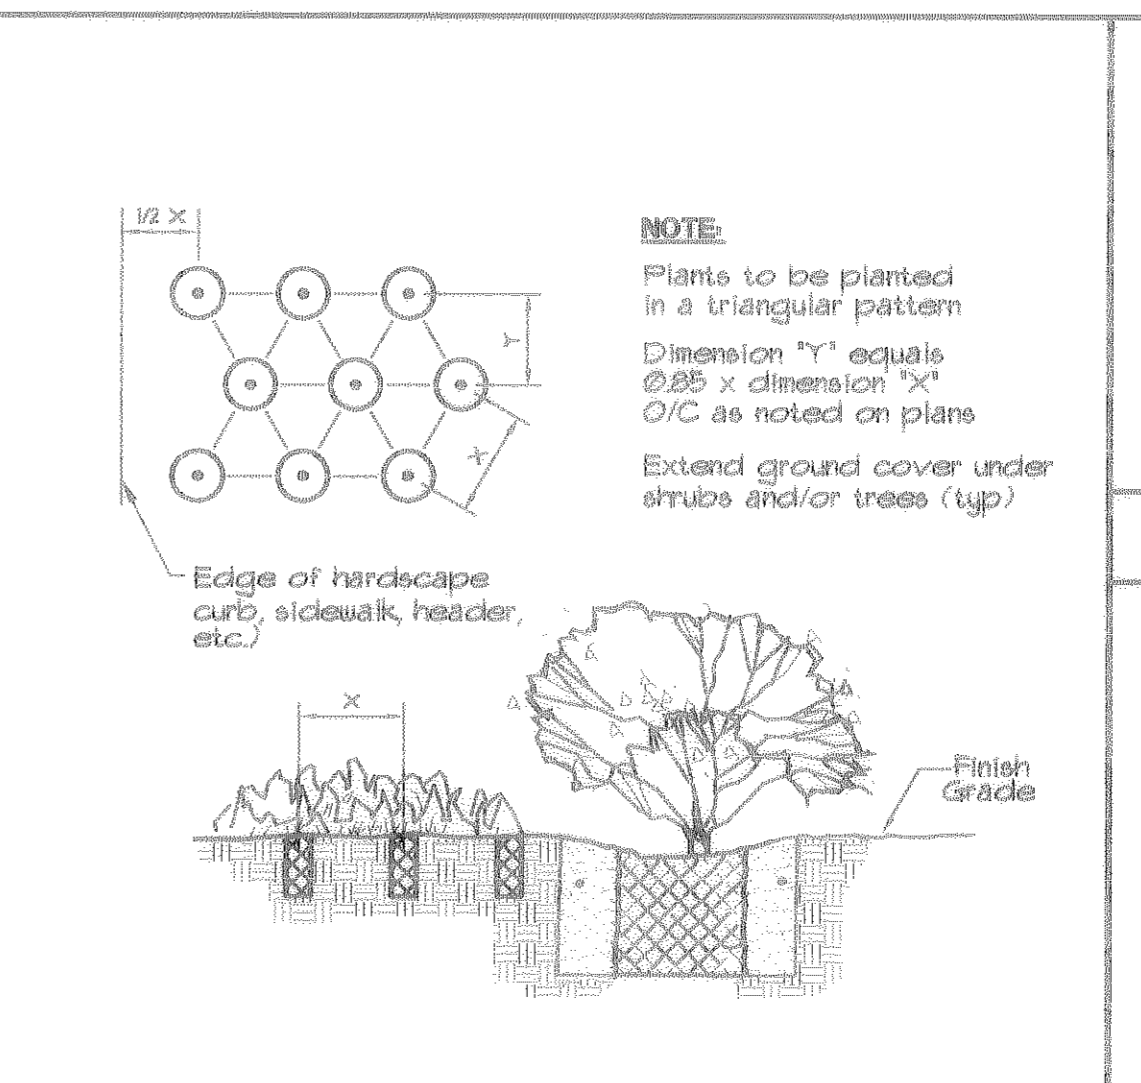 1/2 X
Y
X
NOTE:
Plants to be planted
in a triangular pattern
Dimension "Y" equals
0.85 x dimension "X"
O/C as noted on plans
Extend ground cover under
shrubs and/or trees (typ)
Edge of hardscape
curb, sidewalk, header,
etc.)
X
Finish
Grade